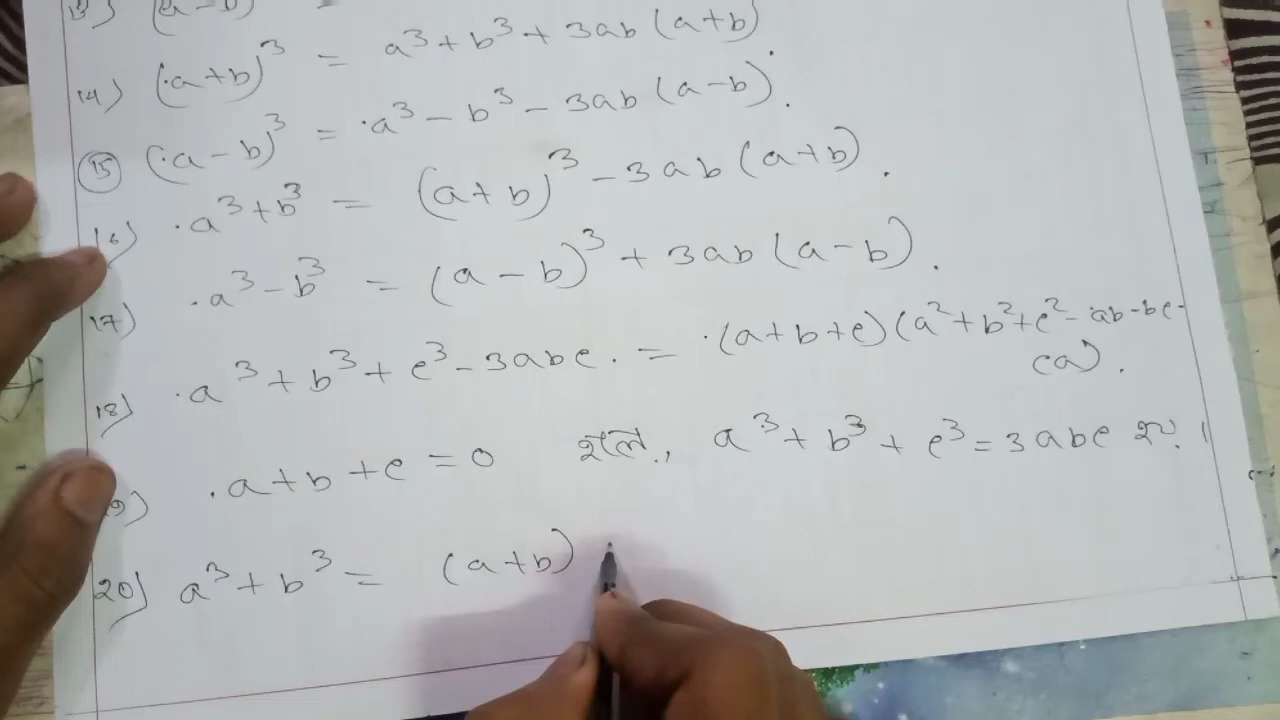 14) (a+b)³ = a³+b³+3ab(a+b).
15 (a-b)³ = a³-b³-3ab(a-b).
16) a³+b³ = (a+b)³-3ab(a+b).
17) a³-b³ = (a-b)³+3ab(a-b).
18) a³+b³+c³-3abc. = (a+b+c)(a²+b²+c²-ab-bc-
ca).
19) a+b+c=0 হলে, a³+b³+c³=3abc হয়।
20) a³+b³ = (a+b)